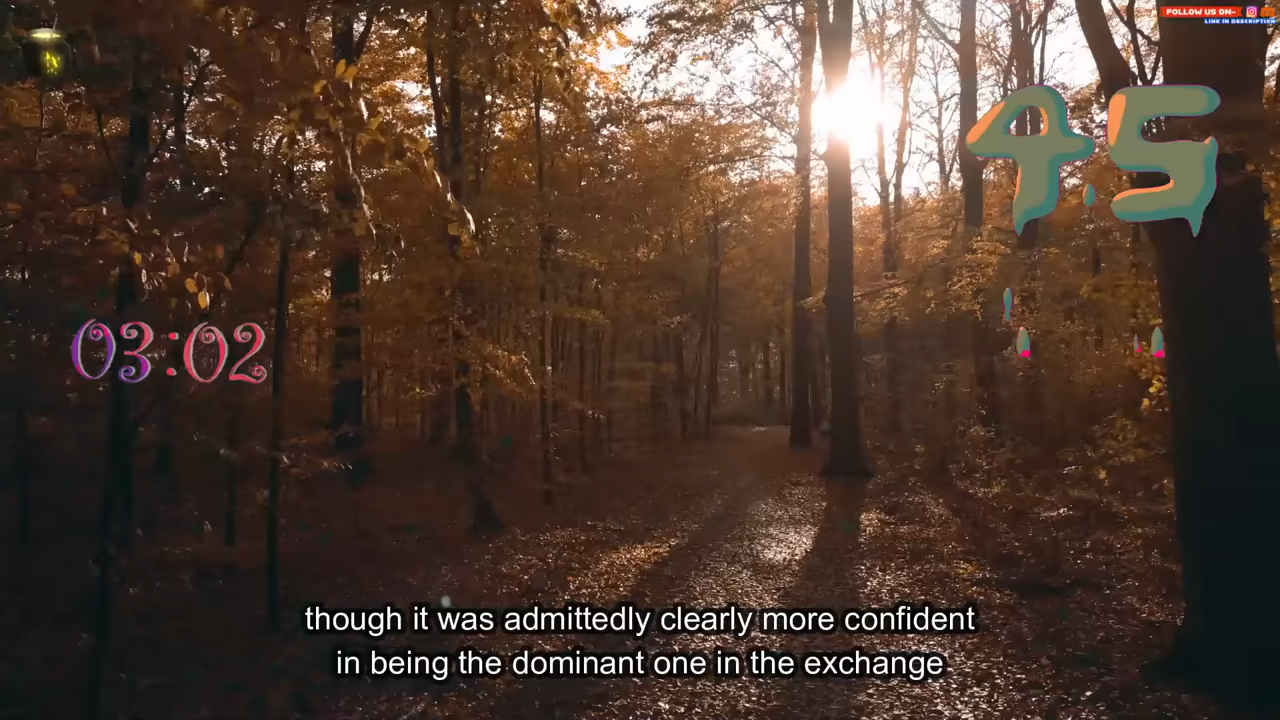 FOLLOW US ON-
LINK IN DESCRIPTION
N
4.5
03:02
though it was admittedly clearly more confident
in being the dominant one in the exchange